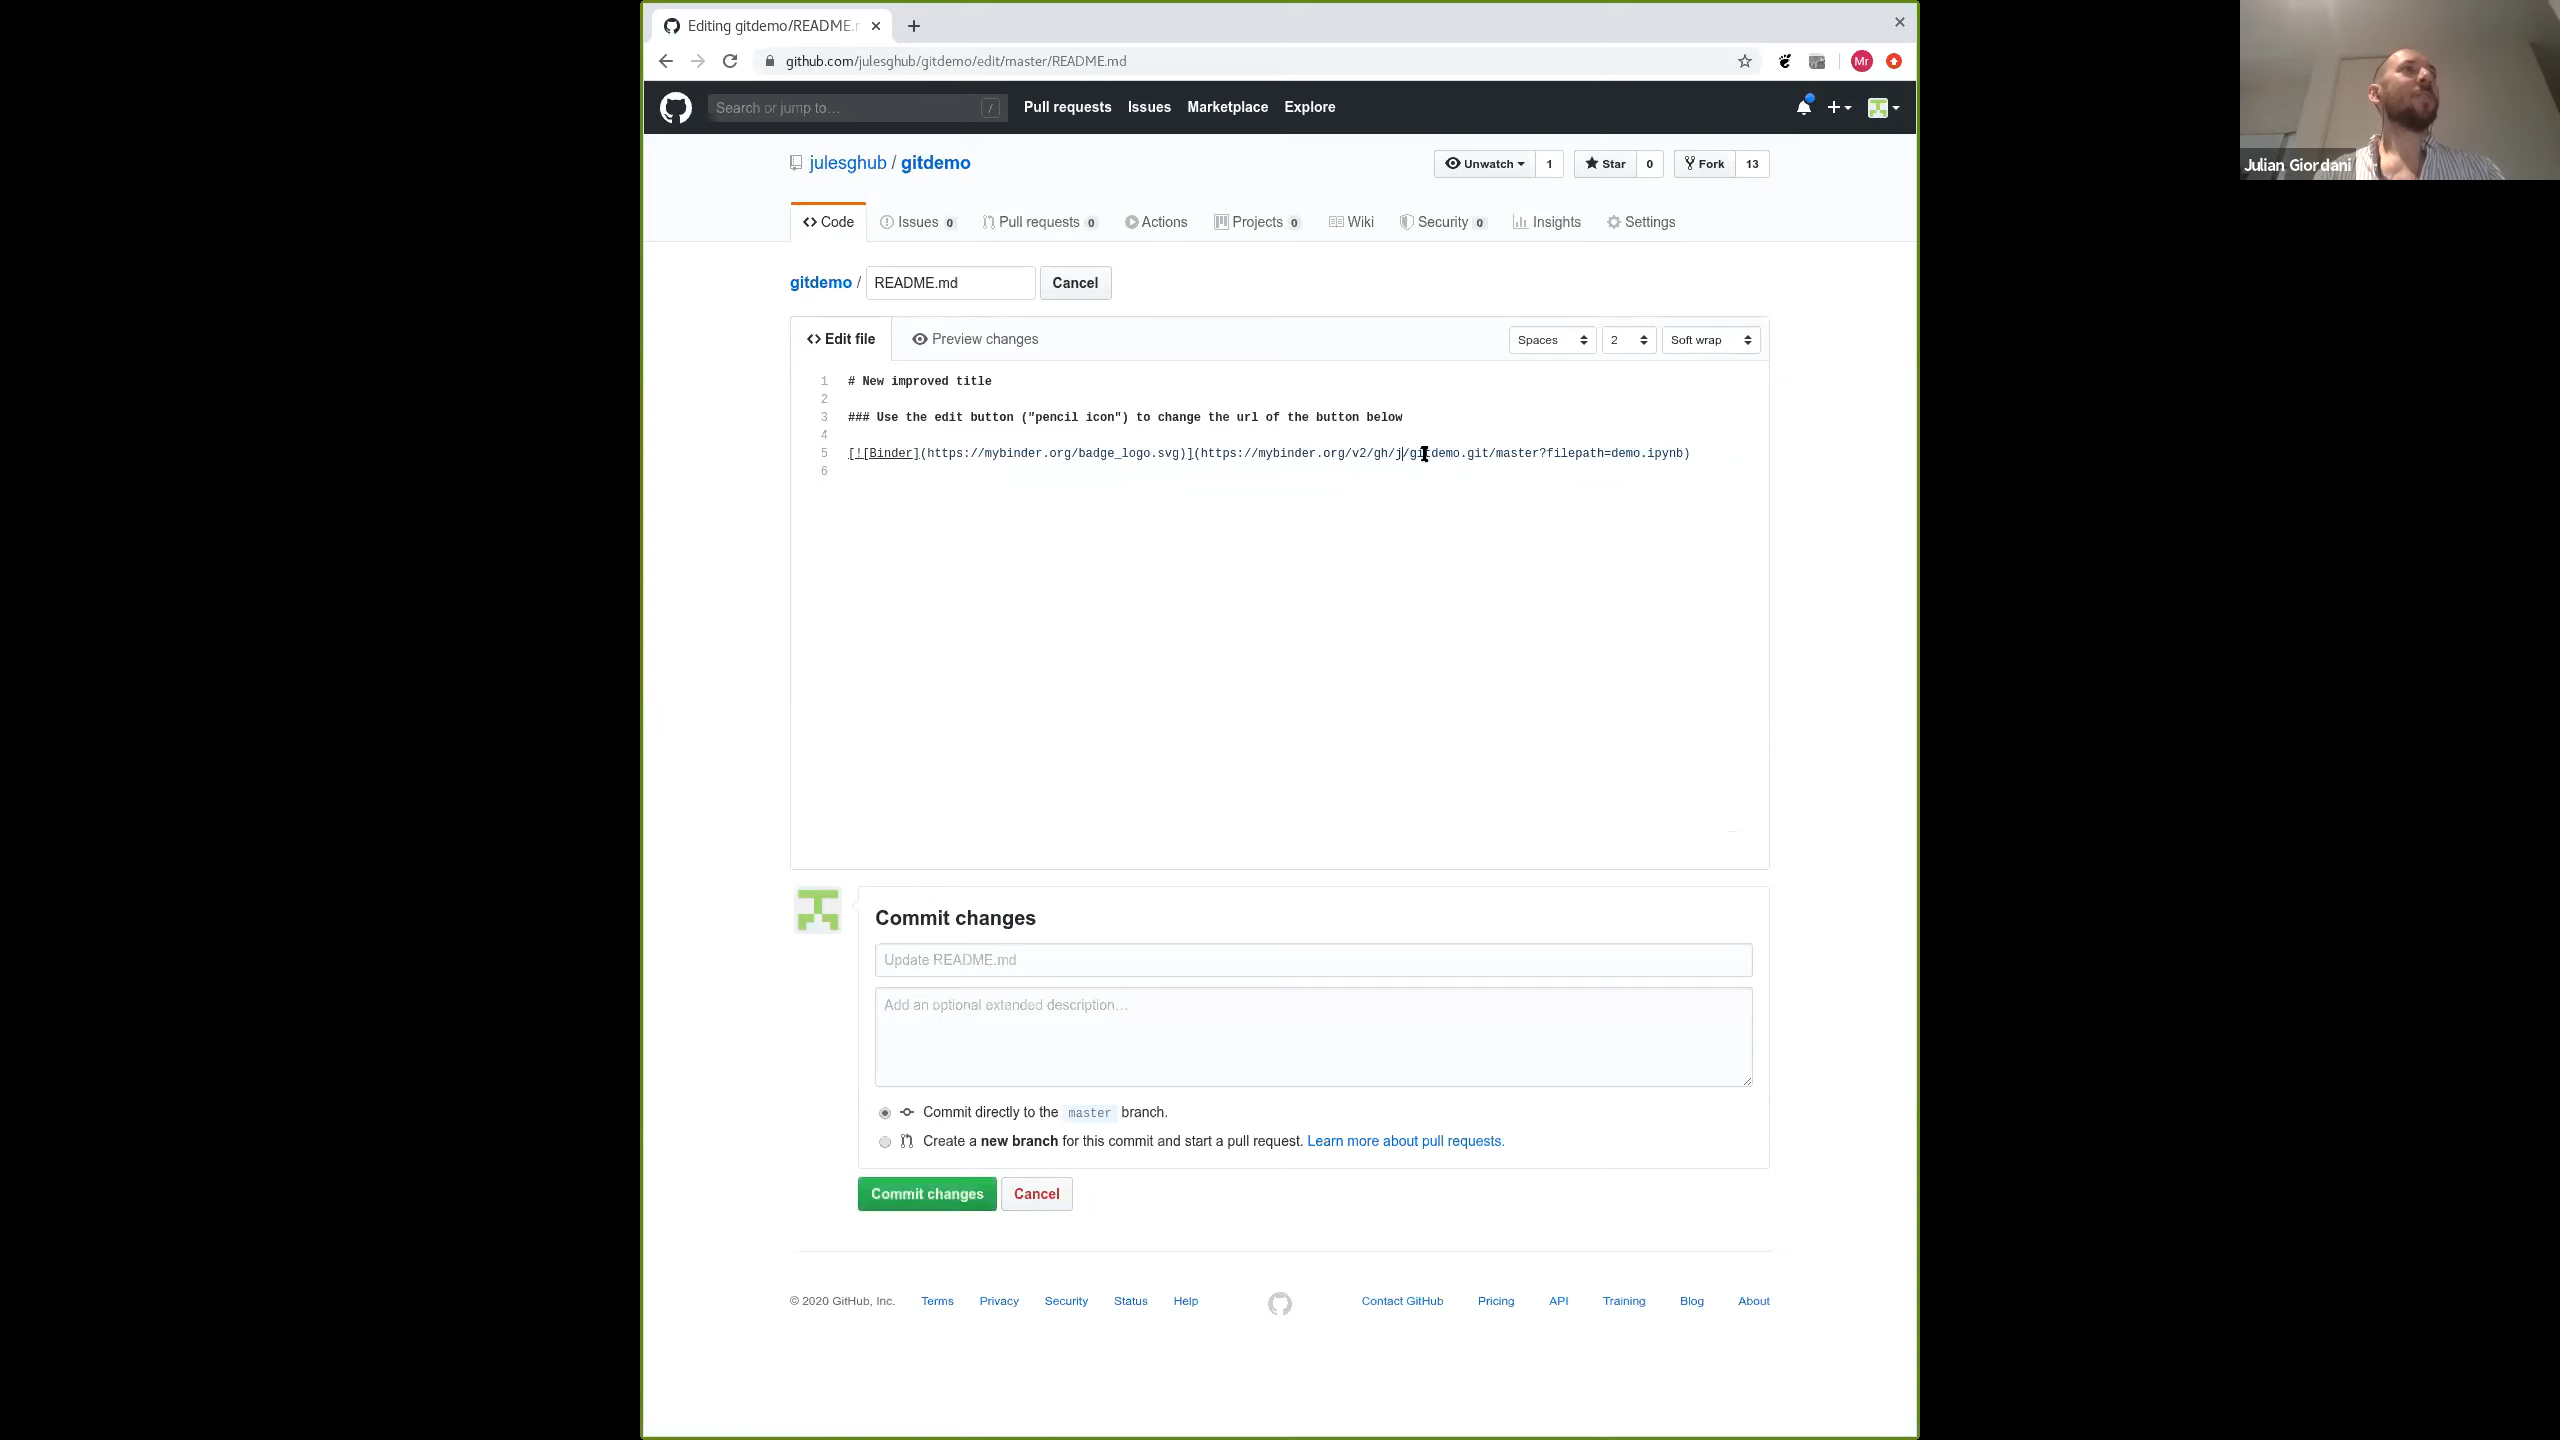 Editing gitdemo/README.r
github.com/julesghub/gitdemo/edit/master/README.md
Mr
Search or jump to…
/
Pull requests Issues Marketplace Explore
julesghub / gitdemo
Unwatch 1 Star 0 Fork 13
Code Issues 0 Pull requests 0 Actions Projects 0 Wiki Security 0 Insights Settings
gitdemo / README.md Cancel
Edit file Preview changes Spaces 2 Soft wrap
1 # New improved title
2
3 ### Use the edit button ("pencil icon") to change the url of the button below
4
5 [![Binder](https://mybinder.org/badge_logo.svg)](https://mybinder.org/v2/gh/j/gitdemo.git/master?filepath=demo.ipynb)
6
Commit changes
Update README.md
Add an optional extended description…
Commit directly to the master branch.
Create a new branch for this commit and start a pull request. Learn more about pull requests.
Commit changes Cancel
© 2020 GitHub, Inc. Terms Privacy Security Status Help Contact GitHub Pricing API Training Blog About
Julian Giordani